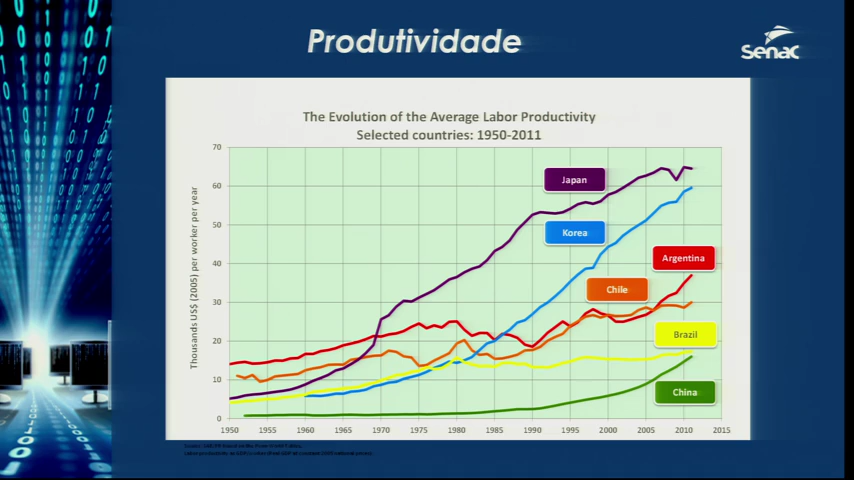 Produtividade
Senac
The Evolution of the Average Labor Productivity
Selected countries: 1950-2011
Thousands US$ (2005) per worker per year
70
60
50
40
30
20
10
0
Japan
Korea
Argentina
Chile
Brazil
China
1950 1955 1960 1965 1970 1975 1980 1985 1990 1995 2000 2005 2010 2015